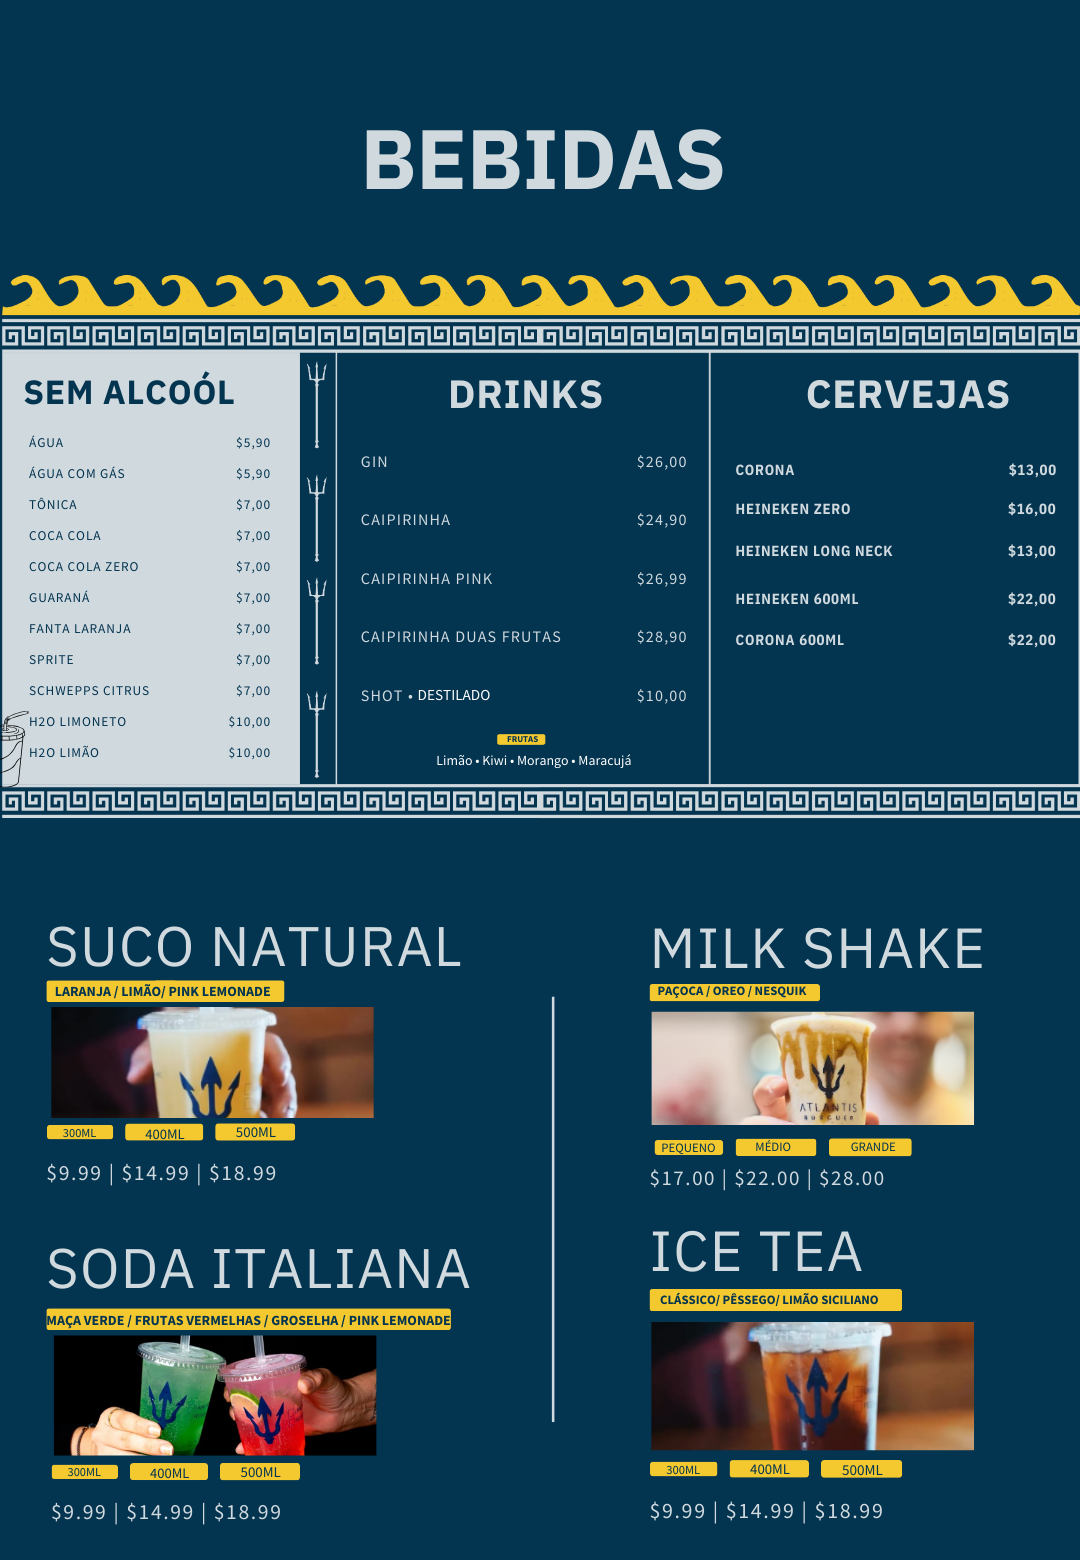 BEBIDAS
SEM ALCOÓL
ÁGUA $5,90
ÁGUA COM GÁS $5,90
TÔNICA $7,00
COCA COLA $7,00
COCA COLA ZERO $7,00
GUARANÁ $7,00
FANTA LARANJA $7,00
SPRITE $7,00
SCHWEPPS CITRUS $7,00
H2O LIMONETO $10,00
H2O LIMÃO $10,00
DRINKS
GIN $26,00
CAIPIRINHA $24,90
CAIPIRINHA PINK $26,99
CAIPIRINHA DUAS FRUTAS $28,90
SHOT • DESTILADO $10,00
FRUTAS
Limão • Kiwi • Morango • Maracujá
CERVEJAS
CORONA $13,00
HEINEKEN ZERO $16,00
HEINEKEN LONG NECK $13,00
HEINEKEN 600ML $22,00
CORONA 600ML $22,00
SUCO NATURAL
LARANJA / LIMÃO/ PINK LEMONADE
300ML 400ML 500ML
$9.99 | $14.99 | $18.99
SODA ITALIANA
MAÇA VERDE / FRUTAS VERMELHAS / GROSELHA / PINK LEMONADE
300ML 400ML 500ML
$9.99 | $14.99 | $18.99
MILK SHAKE
PAÇOCA / OREO / NESQUIK
ATLANTIS
BURGUER
PEQUENO MÉDIO GRANDE
$17.00 | $22.00 | $28.00
ICE TEA
CLÁSSICO/ PÊSSEGO/ LIMÃO SICILIANO
300ML 400ML 500ML
$9.99 | $14.99 | $18.99